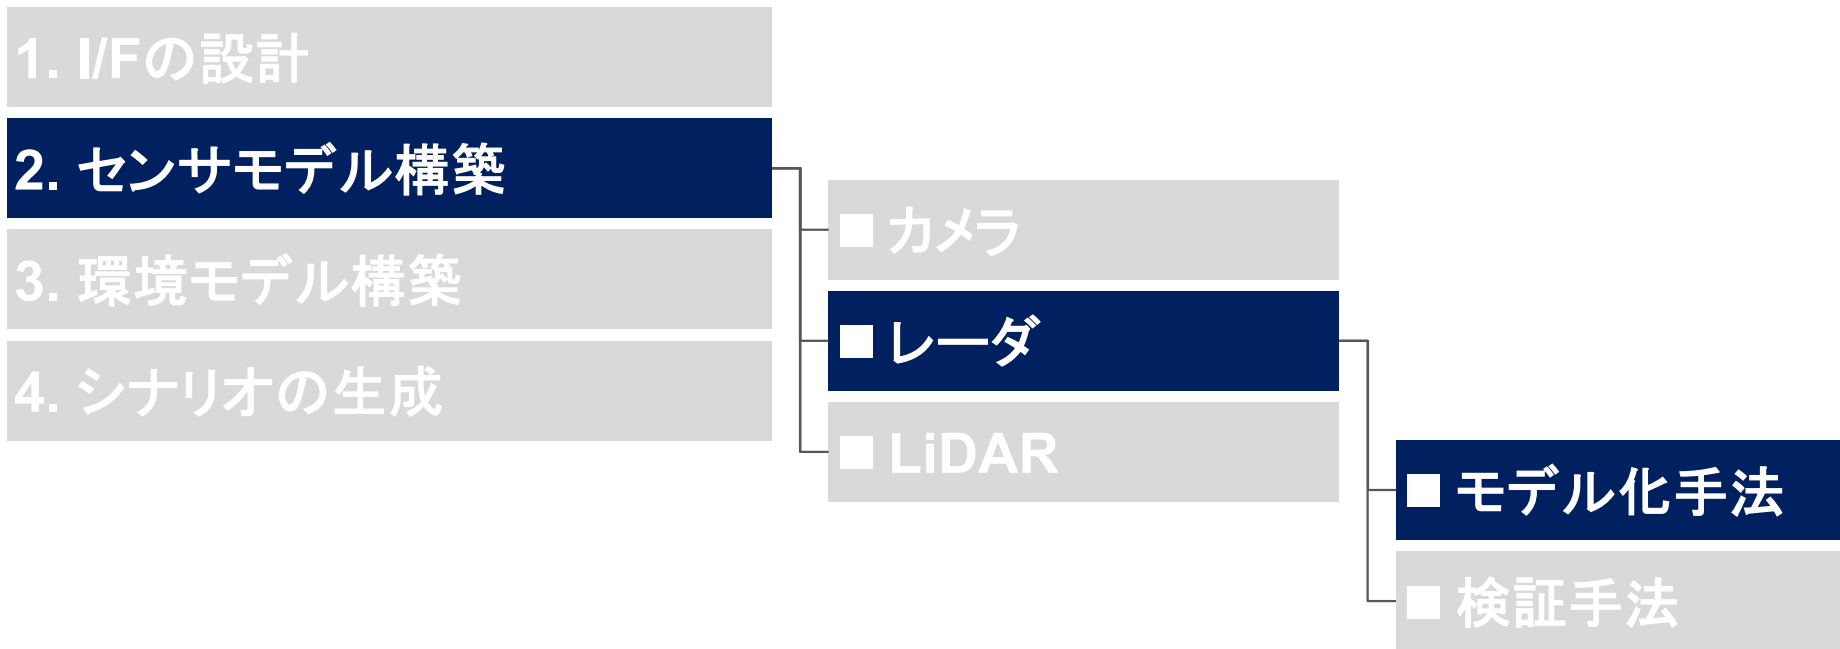 1. I/Fの設計
2. センサモデル構築
3. 環境モデル構築
4. シナリオの生成
■ カメラ
■ レーダ
■ LiDAR
■ モデル化手法
■ 検証手法